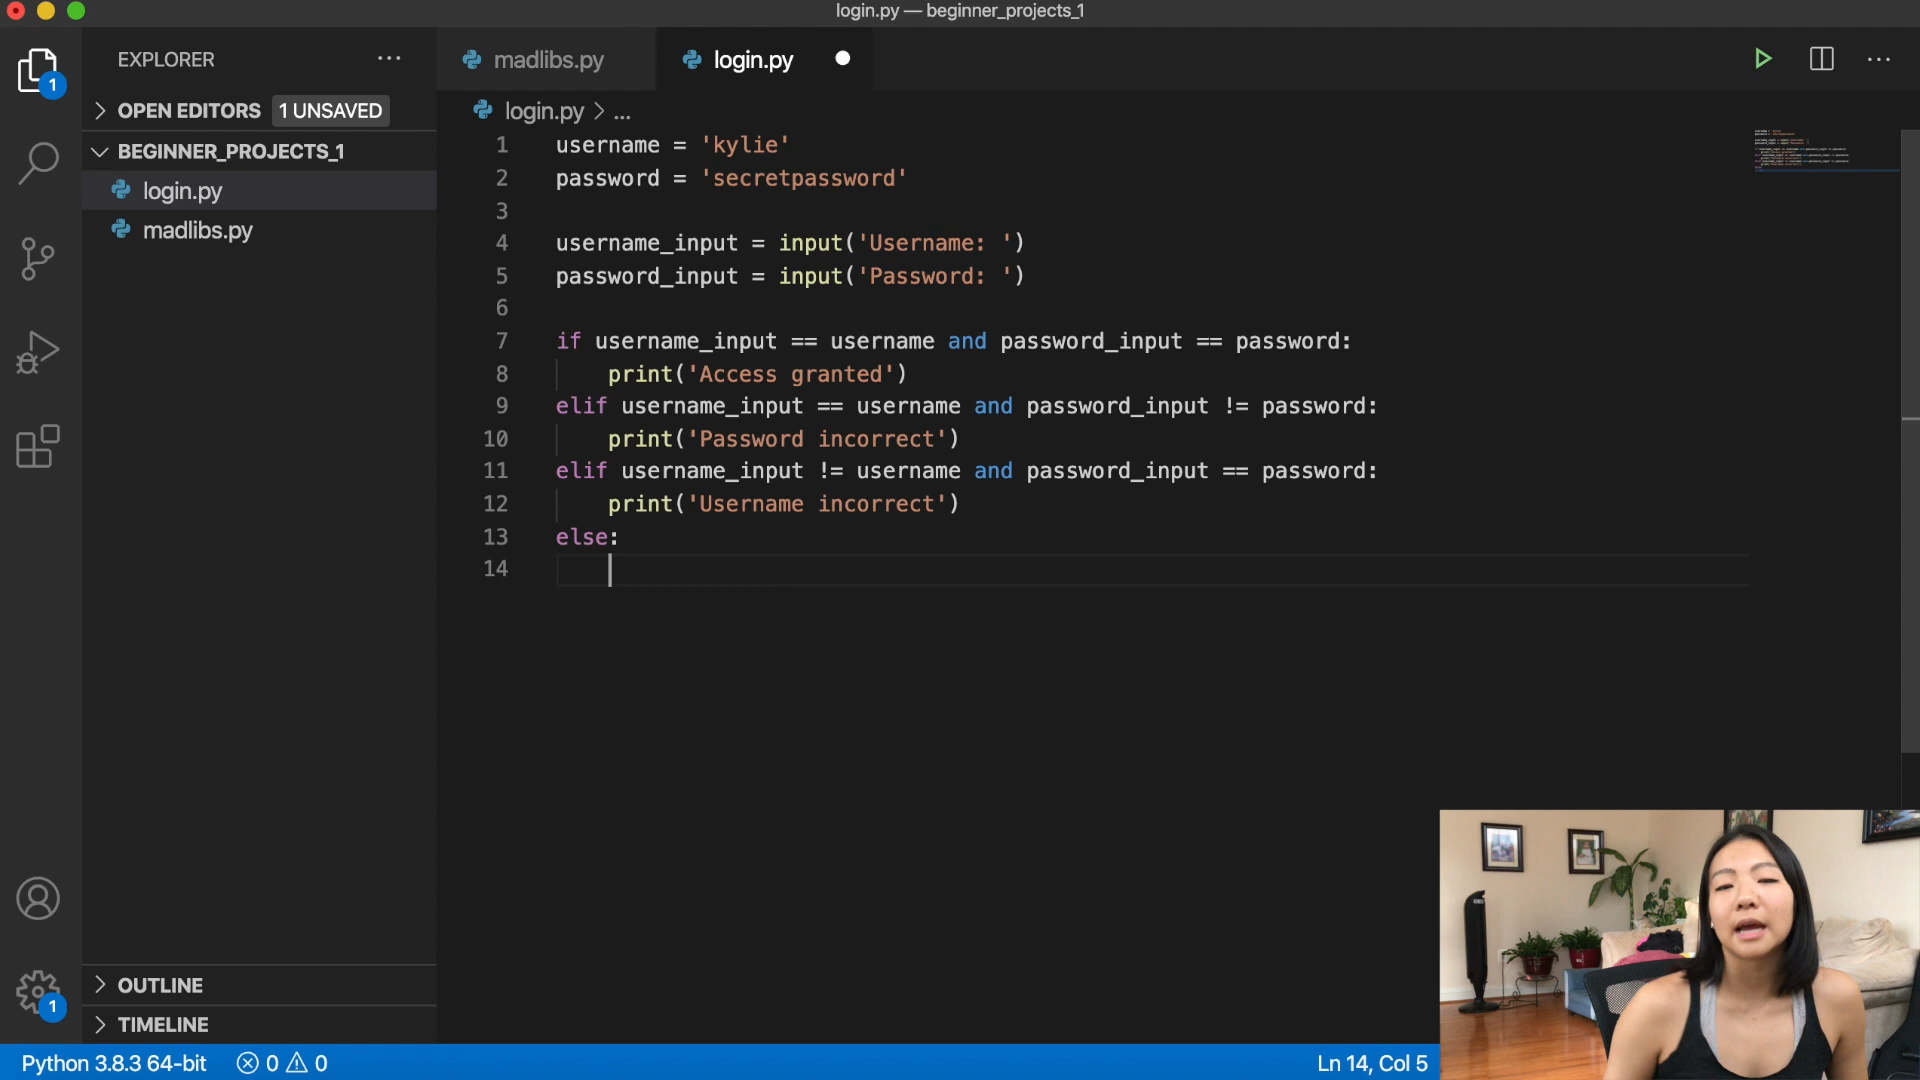 login.py — beginner_projects_1
EXPLORER ...
madlibs.py
login.py
1
OPEN EDITORS 1 UNSAVED
login.py > ...
BEGINNER_PROJECTS_1
login.py
madlibs.py
1 username = 'kylie'
2 password = 'secretpassword'
3
4 username_input = input('Username: ')
5 password_input = input('Password: ')
6
7 if username_input == username and password_input == password:
8 print('Access granted')
9 elif username_input == username and password_input != password:
10 print('Password incorrect')
11 elif username_input != username and password_input == password:
12 print('Username incorrect')
13 else:
14
OUTLINE
1
TIMELINE
Python 3.8.3 64-bit 0 0 Ln 14, Col 5